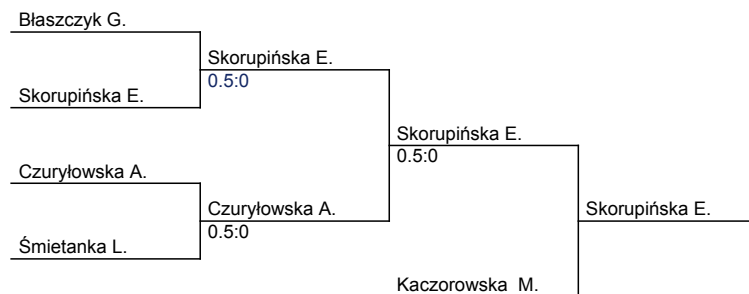 Błaszczyk G.
Skorupińska E.
0.5:0
Skorupińska E.
Skorupińska E.
0.5:0
Czuryłowska A.
Czuryłowska A.
0.5:0
Skorupińska E.
Śmietanka L.
Kaczorowska M.